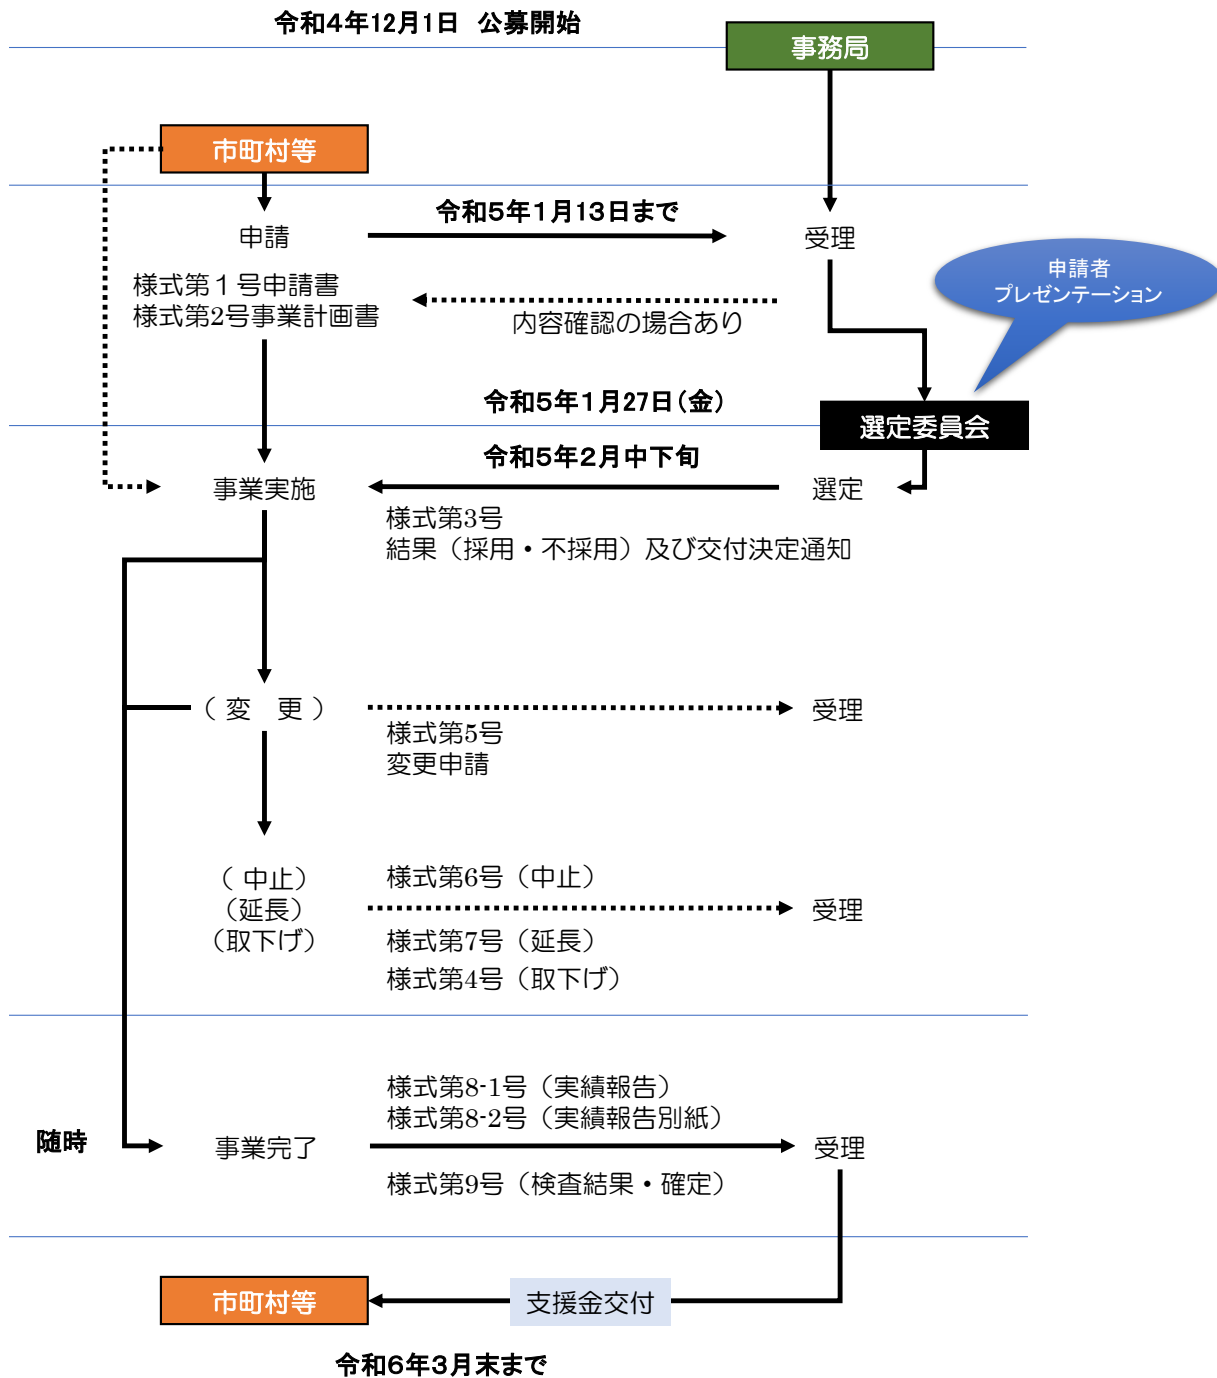 令和4年12月1日　公募開始
事務局
市町村等
令和5年1月13日まで
申請
受理
申請者
プレゼンテーション
様式第１号申請書
様式第2号事業計画書
内容確認の場合あり
令和5年1月27日（金）
選定委員会
令和5年2月中下旬
事業実施
選定
様式第3号
結果（採用・不採用）及び交付決定通知
（ 変　更 ）
受理
様式第5号
変更申請
（ 中止）
（延長）
（取下げ）
様式第6号（中止）
受理
様式第7号（延長）
様式第4号（取下げ）
様式第8-1号（実績報告）
様式第8-2号（実績報告別紙）
随時
事業完了
受理
様式第9号（検査結果・確定）
市町村等
支援金交付
令和6年3月末まで